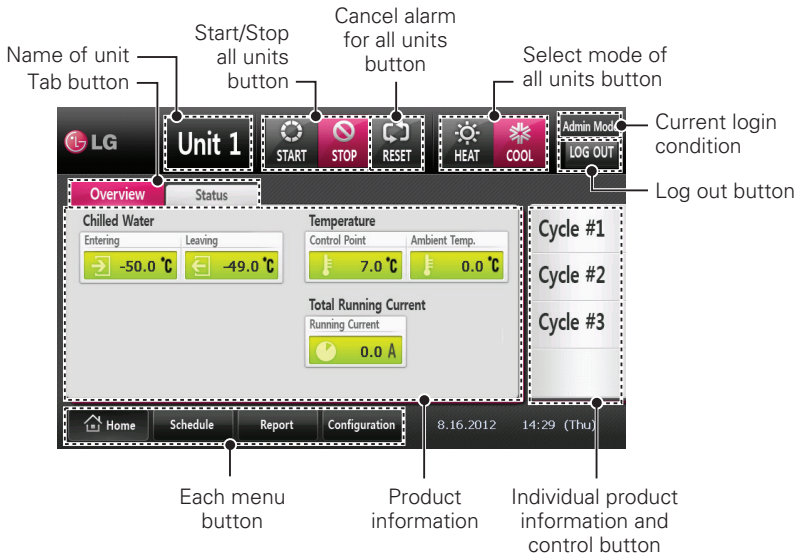 Name of unit
Tab button
Start/Stop
all units
button
Cancel alarm
for all units
button
Select mode of
all units button
Current login
condition
Log out button
LG
Unit 1
START
STOP
RESET
HEAT
COOL
Admin Mode
LOG OUT
Overview
Status
Chilled Water
Entering
Leaving
-50.0 °C
-49.0 °C
Temperature
Control Point
Ambient Temp.
7.0 °C
0.0 °C
Total Running Current
Running Current
0.0 A
Cycle #1
Cycle #2
Cycle #3
Home
Schedule
Report
Configuration
8.16.2012
14:29 (Thu)
Each menu
button
Product
information
Individual product
information and
control button